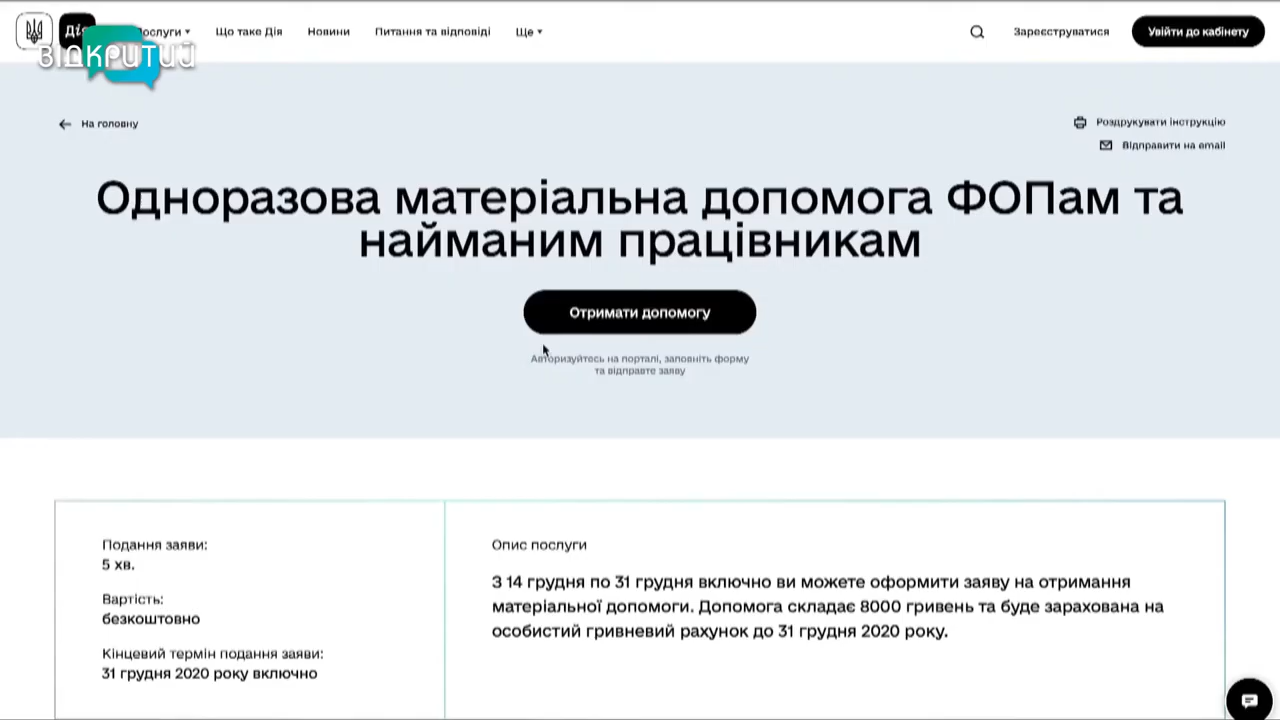 Послуги
Що таке Дія
Новини
Питання та відповіді
Ще
Зареєструватися
Увійти до кабінету
ВІДКРИТИЙ
На головну
Роздрукувати інструкцію
Відправити на email
Одноразова матеріальна допомога ФОПам та
найманим працівникам
Отримати допомогу
Авторизуйтесь на порталі, заповніть форму
та відправте заяву
Подання заяви:
5 хв.
Вартість:
безкоштовно
Кінцевий термін подання заяви:
31 грудня 2020 року включно
Опис послуги
З 14 грудня по 31 грудня включно ви можете оформити заяву на отримання
матеріальної допомоги. Допомога складає 8000 гривень та буде зарахована на
особистий гривневий рахунок до 31 грудня 2020 року.